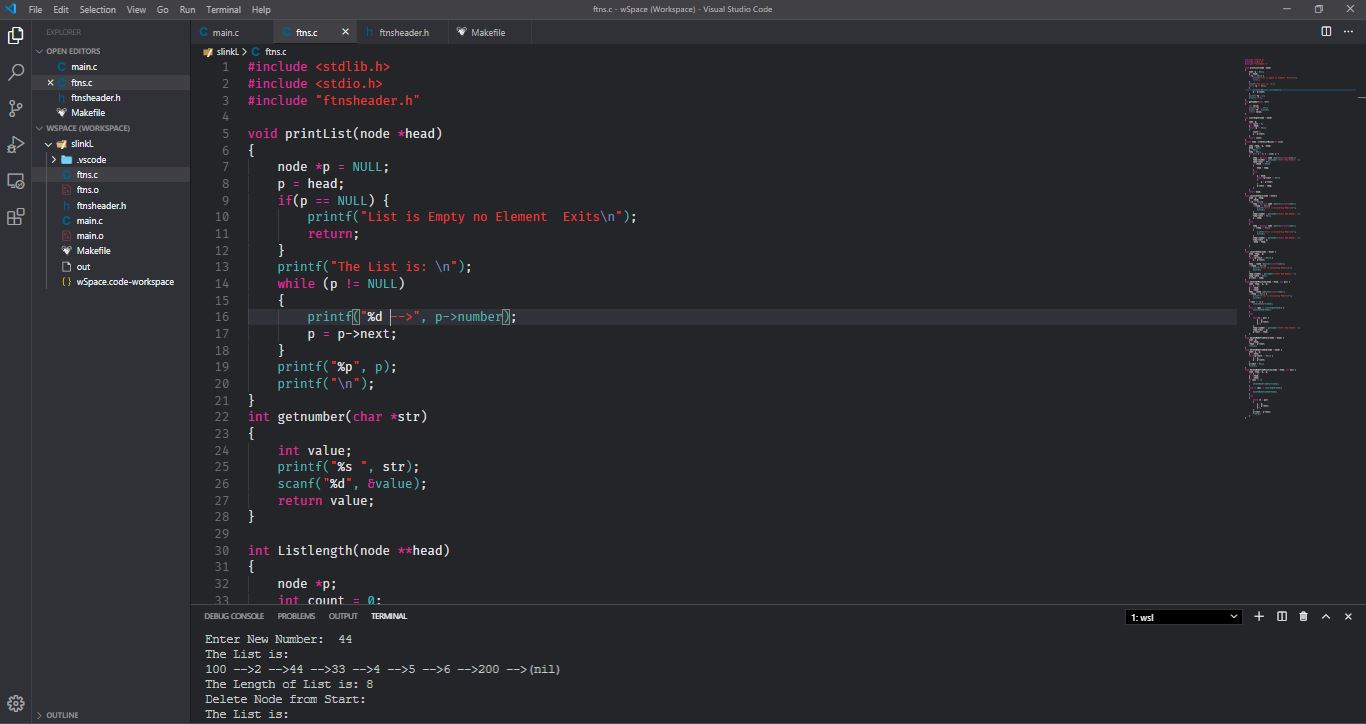 File Edit Selection View Go Run Terminal Help
ftns.c - wSpace (Workspace) - Visual Studio Code
EXPLORER
OPEN EDITORS
main.c
ftns.c
ftnsheader.h
Makefile
WSPACE (WORKSPACE)
slinkL
.vscode
ftns.c
ftns.o
ftnsheader.h
main.c
main.o
Makefile
out
wSpace.code-workspace
OUTLINE
main.c ftns.c ftnsheader.h Makefile
slinkL > ftns.c
1 #include <stdlib.h>
2 #include <stdio.h>
3 #include "ftnsheader.h"
4
5 void printList(node *head)
6 {
7 node *p = NULL;
8 p = head;
9 if(p == NULL) {
10 printf("List is Empty no Element  Exits\n");
11 return;
12 }
13 printf("The List is: \n");
14 while (p != NULL)
15 {
16 printf("%d -->", p->number);
17 p = p->next;
18 }
19 printf("%p", p);
20 printf("\n");
21 }
22 int getnumber(char *str)
23 {
24 int value;
25 printf("%s ", str);
26 scanf("%d", &value);
27 return value;
28 }
29
30 int Listlength(node **head)
31 {
32 node *p;
33 int count = 0;
DEBUG CONSOLE PROBLEMS OUTPUT TERMINAL
1: wsl
Enter New Number:  44
The List is:
100 -->2 -->44 -->33 -->4 -->5 -->6 -->200 -->(nil)
The Length of List is: 8
Delete Node from Start:
The List is: